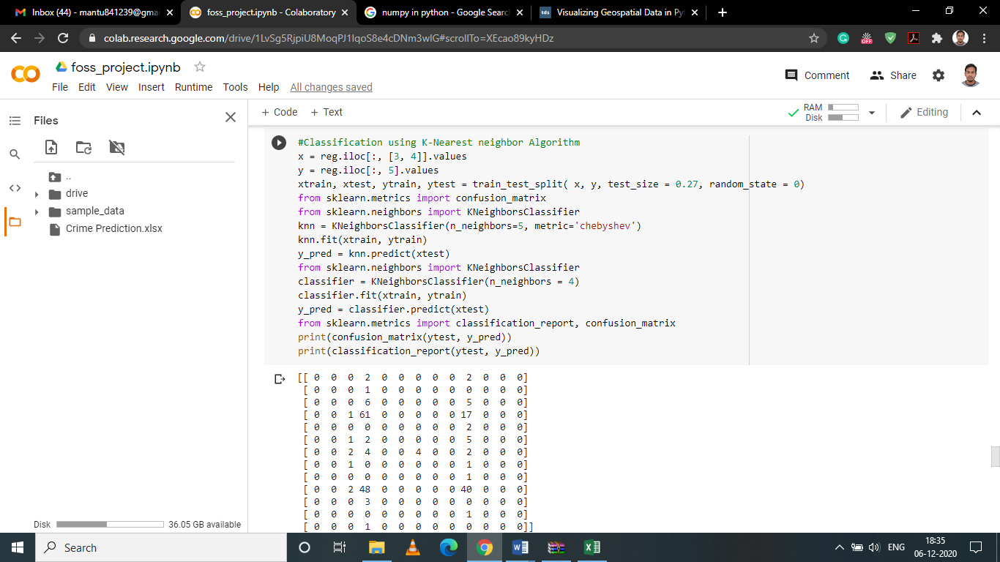 Inbox (44) - mantu841239@gmai
foss_project.ipynb - Colaboratory
numpy in python - Google Search
tds Visualizing Geospatial Data in Pyt
colab.research.google.com/drive/1LvSg5RjpiU8MoqPJ1IqoS8e4cDNm3wlG#scrollTo=XEcao89kyHDz
OFF
foss_project.ipynb
File Edit View Insert Runtime Tools Help All changes saved
Comment Share
Files
+ Code + Text
RAM
Disk
Editing
..
drive
sample_data
Crime Prediction.xlsx
#Classification using K-Nearest neighbor Algorithm
x = reg.iloc[:, [3, 4]].values
y = reg.iloc[:, 5].values
xtrain, xtest, ytrain, ytest = train_test_split( x, y, test_size = 0.27, random_state = 0)
from sklearn.metrics import confusion_matrix
from sklearn.neighbors import KNeighborsClassifier
knn = KNeighborsClassifier(n_neighbors=5, metric='chebyshev')
knn.fit(xtrain, ytrain)
y_pred = knn.predict(xtest)
from sklearn.neighbors import KNeighborsClassifier
classifier = KNeighborsClassifier(n_neighbors = 4)
classifier.fit(xtrain, ytrain)
y_pred = classifier.predict(xtest)
from sklearn.metrics import classification_report, confusion_matrix
print(confusion_matrix(ytest, y_pred))
print(classification_report(ytest, y_pred))
[[ 0 0 0 2 0 0 0 0 0 2 0 0 0]
[ 0 0 0 1 0 0 0 0 0 0 0 0 0]
[ 0 0 0 6 0 0 0 0 0 5 0 0 0]
[ 0 0 1 61 0 0 0 0 0 17 0 0 0]
[ 0 0 0 0 0 0 0 0 0 2 0 0 0]
[ 0 0 1 2 0 0 0 0 0 5 0 0 0]
[ 0 0 2 4 0 0 4 0 0 2 0 0 0]
[ 0 0 1 0 0 0 0 0 0 1 0 0 0]
[ 0 0 0 0 0 0 0 0 0 1 0 0 0]
[ 0 0 2 48 0 0 0 0 0 40 0 0 0]
[ 0 0 0 3 0 0 0 0 0 0 0 0 0]
[ 0 0 0 0 0 0 0 0 0 1 0 0 0]
[ 0 0 0 1 0 0 0 0 0 0 0 0 0]]
Disk 36.05 GB available
Search
ENG
18:35
06-12-2020